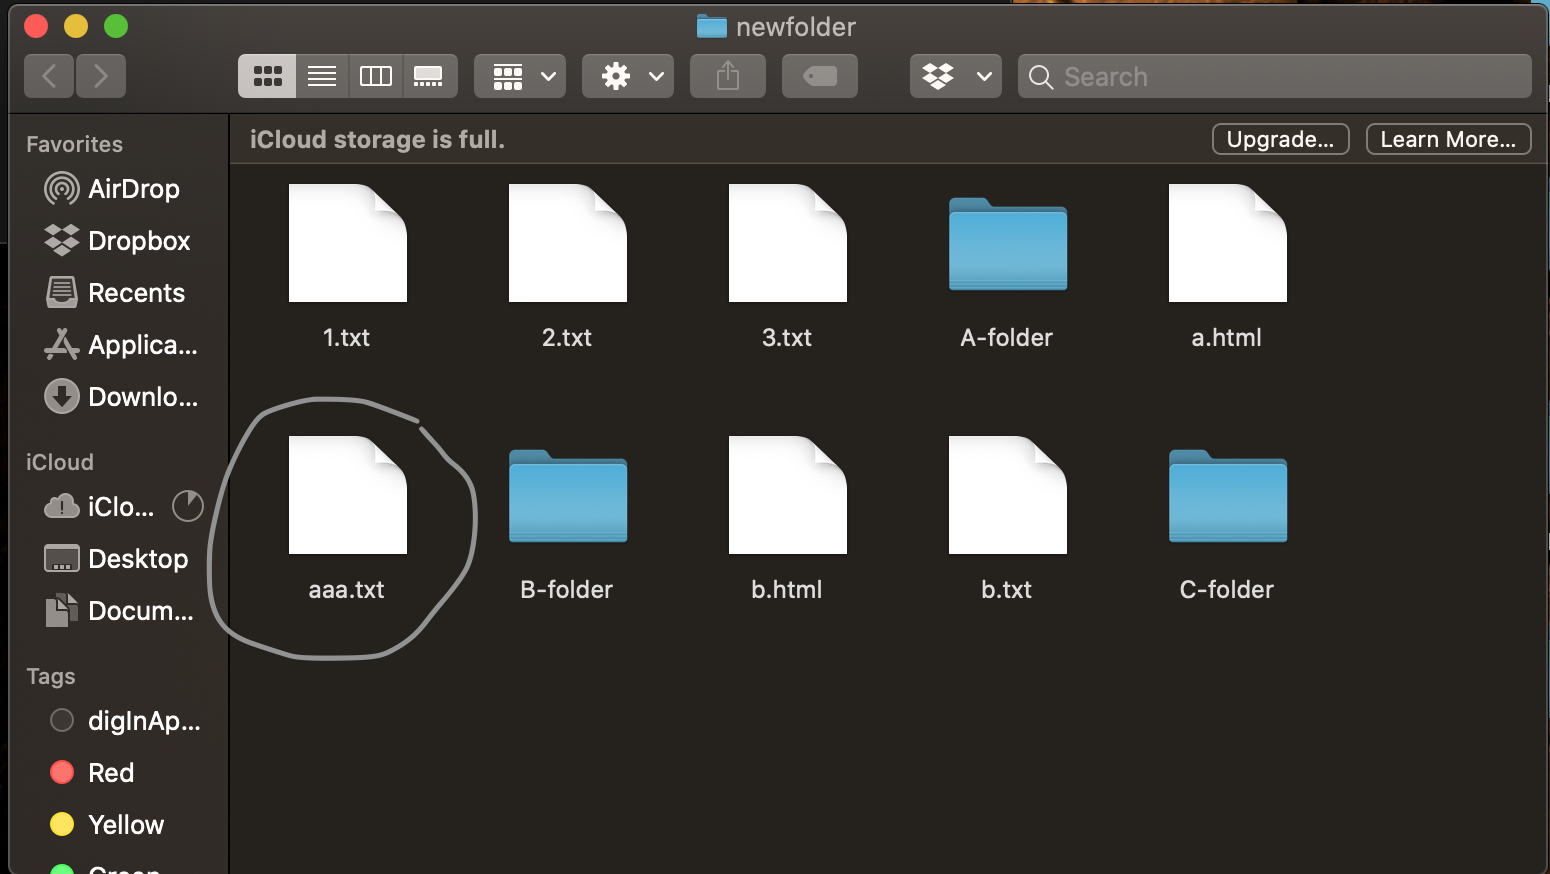 newfolder
Search
Favorites
AirDrop
Dropbox
Recents
Applica...
Downlo...
iCloud
iClo...
Desktop
Docum...
Tags
digInAp...
Red
Yellow
Green
iCloud storage is full.
Upgrade...
Learn More...
1.txt
2.txt
3.txt
A-folder
a.html
aaa.txt
B-folder
b.html
b.txt
C-folder